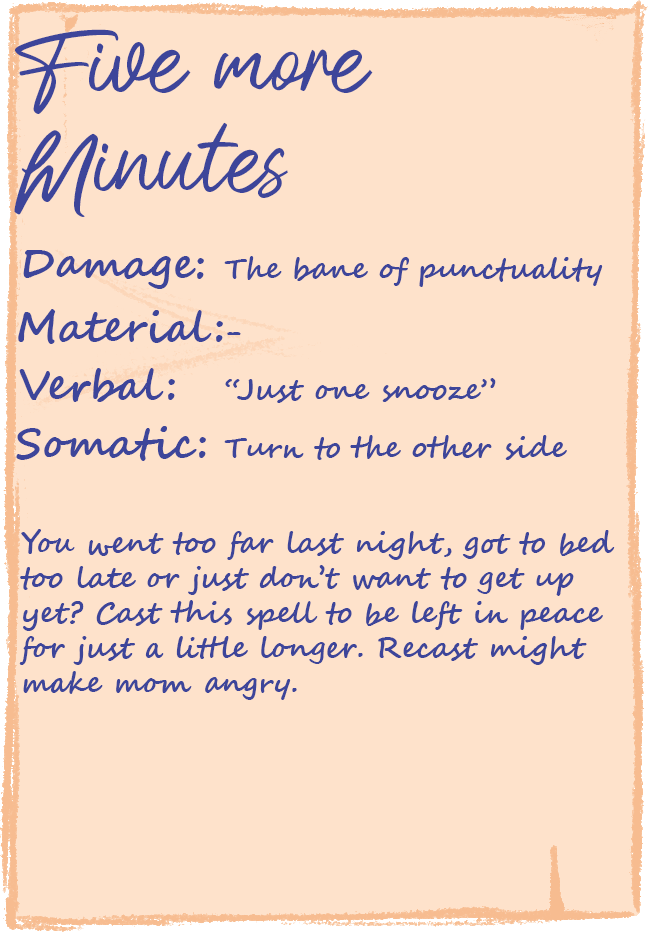 Five more
Minutes
Damage: The bane of punctuality
Material:-
Verbal: “Just one snooze”
Somatic: Turn to the other side
You went too far last night, got to bed
too late or just don’t want to get up
yet? Cast this spell to be left in peace
for just a little longer. Recast might
make mom angry.